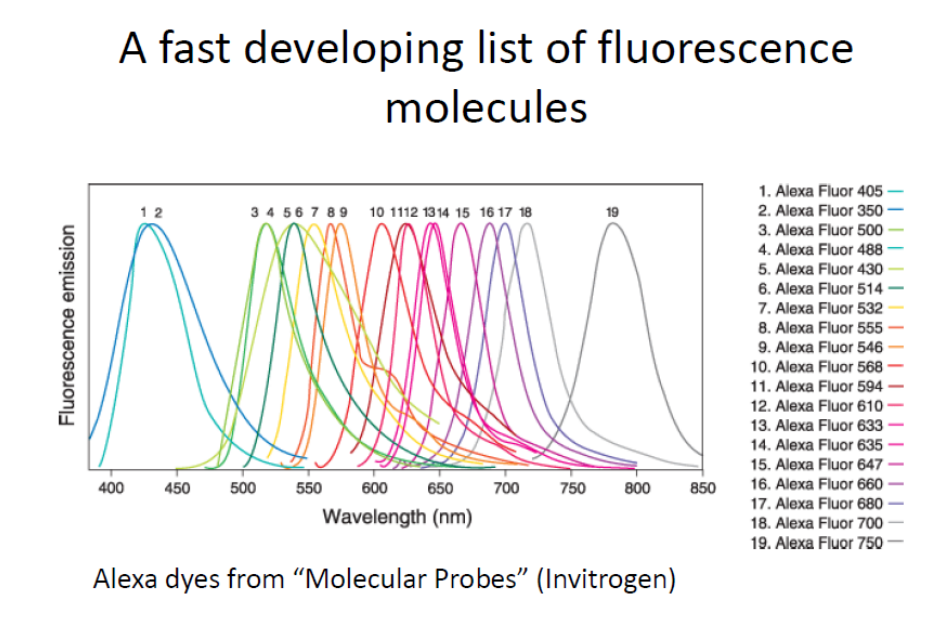 A fast developing list of fluorescence
molecules
1 2 3 4 5 6 7 8 9 10 11 12 13 14 15 16 17 18 19
Fluorescence emission
400 450 500 550 600 650 700 750 800 850
Wavelength (nm)
1. Alexa Fluor 405
2. Alexa Fluor 350
3. Alexa Fluor 500
4. Alexa Fluor 488
5. Alexa Fluor 430
6. Alexa Fluor 514
7. Alexa Fluor 532
8. Alexa Fluor 555
9. Alexa Fluor 546
10. Alexa Fluor 568
11. Alexa Fluor 594
12. Alexa Fluor 610
13. Alexa Fluor 633
14. Alexa Fluor 635
15. Alexa Fluor 647
16. Alexa Fluor 660
17. Alexa Fluor 680
18. Alexa Fluor 700
19. Alexa Fluor 750
Alexa dyes from “Molecular Probes” (Invitrogen)